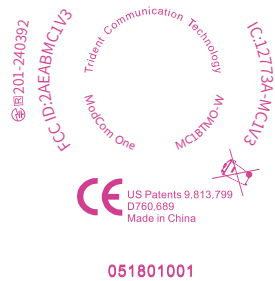 201-240392
FCC ID:2AEABMC1V3
Trident Communication Technology
IC:12773A-MC1V3
ModCom One
MC1BTMO-W
CE
US Patents 9,813,799
D760,689
Made in China
051801001